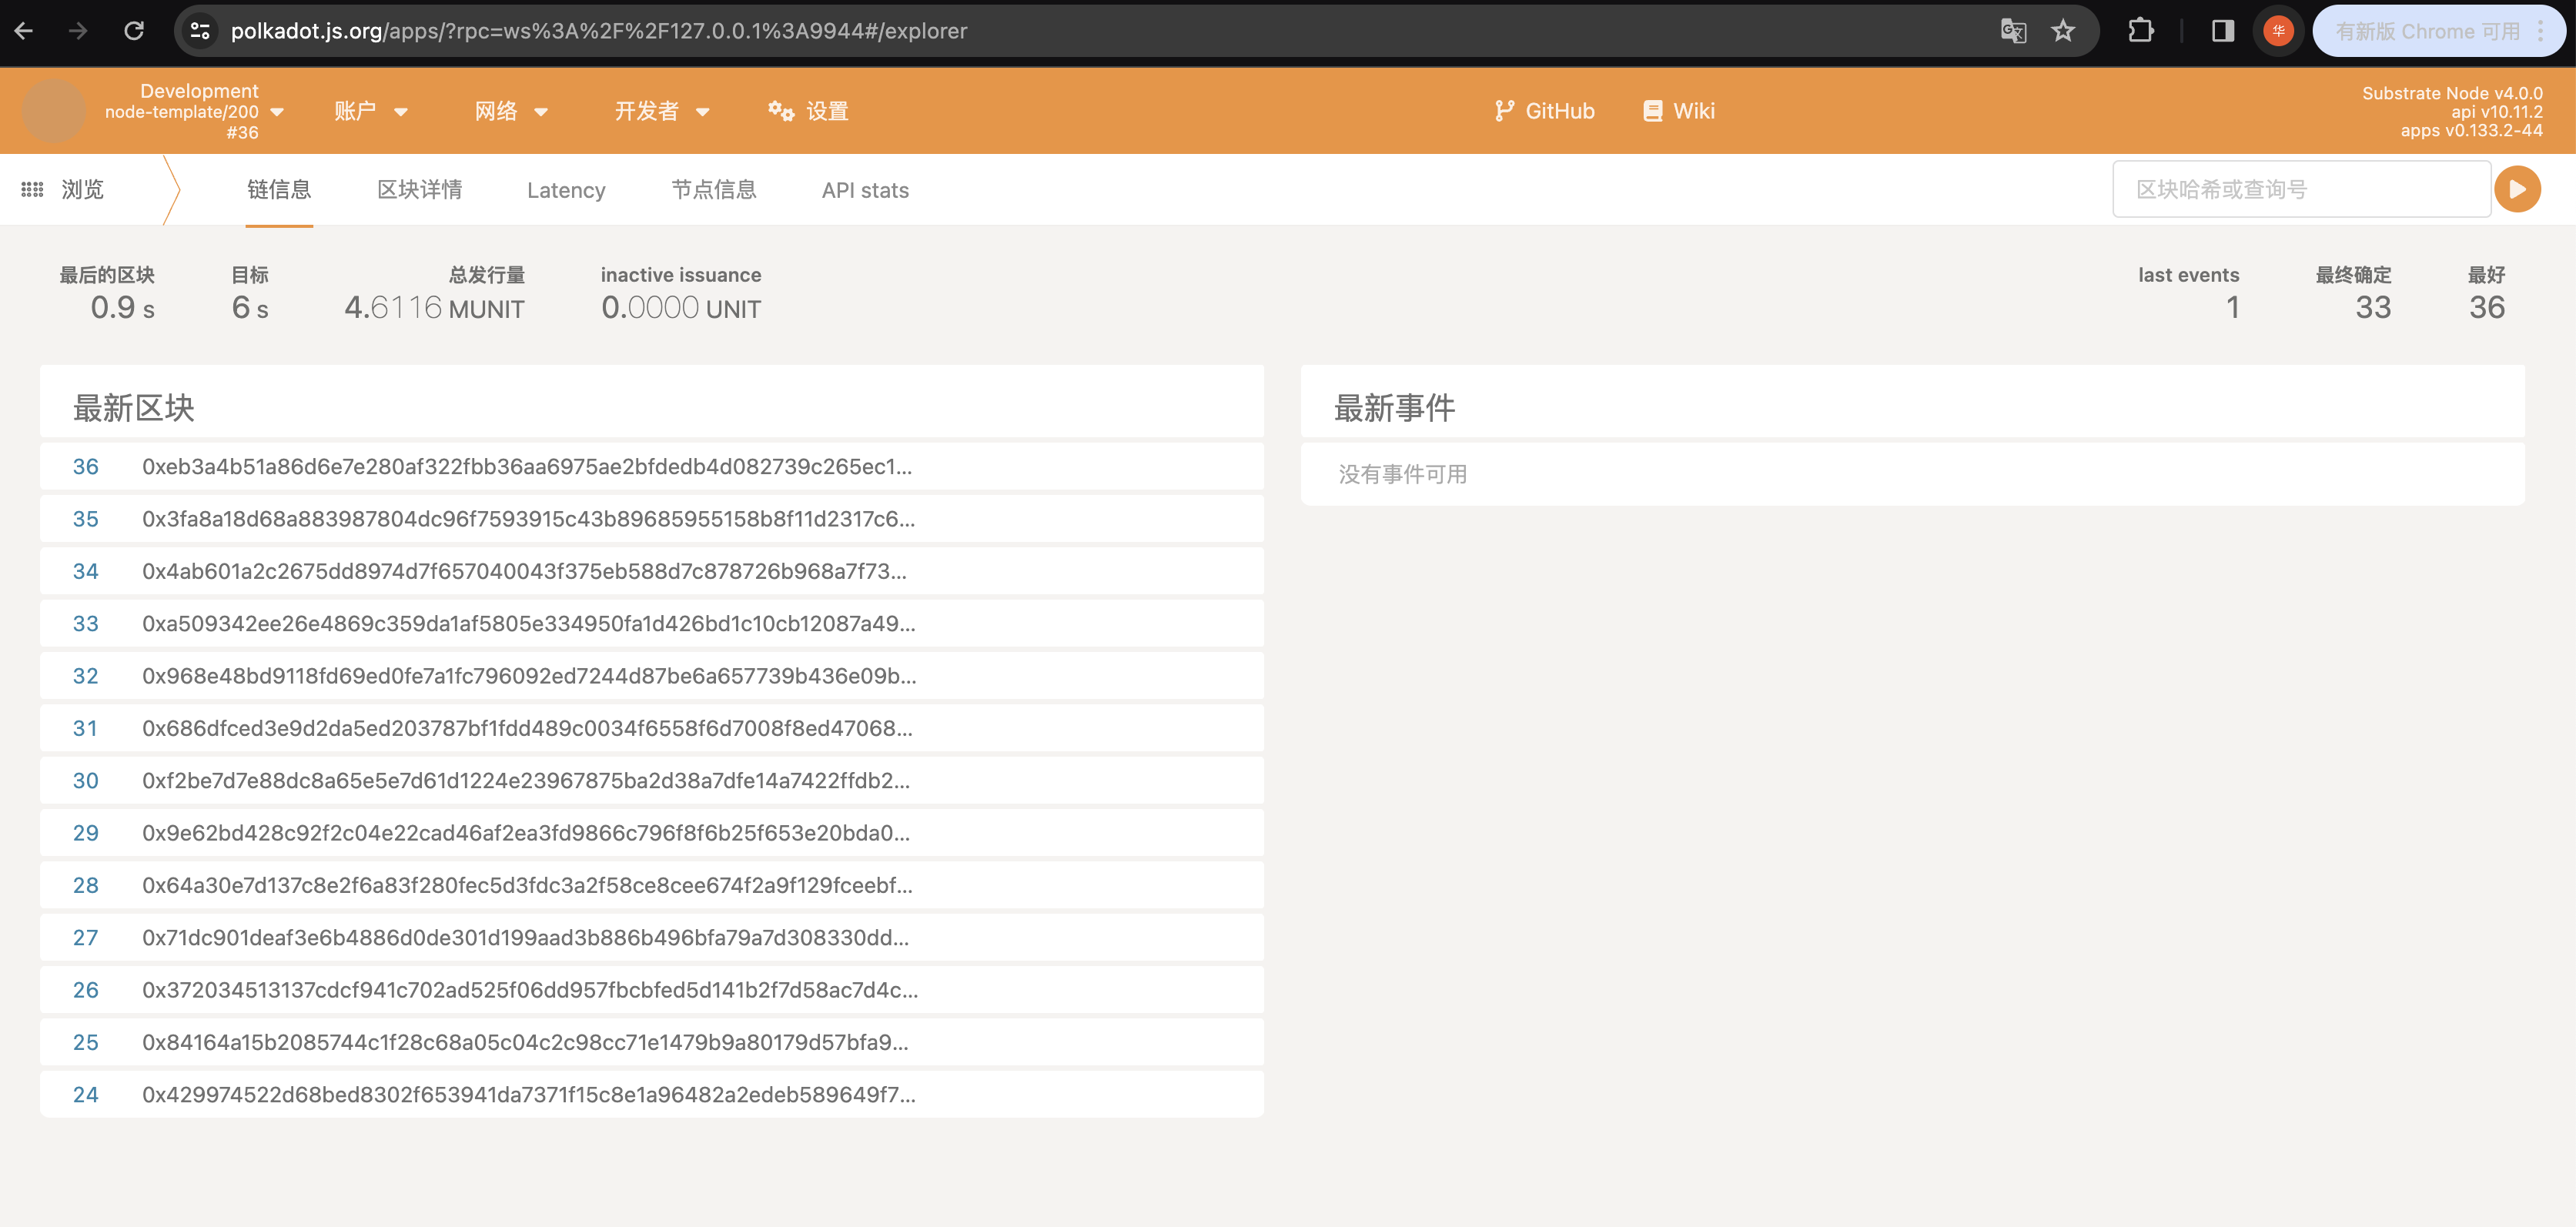 polkadot.js.org/apps/?rpc=ws%3A%2F%2F127.0.0.1%3A9944#/explorer
华
有新版 Chrome 可用
Development
node-template/200
#36
账户
网络
开发者
设置
GitHub
Wiki
Substrate Node v4.0.0
api v10.11.2
apps v0.133.2-44
浏览
链信息
区块详情
Latency
节点信息
API stats
区块哈希或查询号
最后的区块
0.9 s
目标
6 s
总发行量
4.6116 MUNIT
inactive issuance
0.0000 UNIT
last events
1
最终确定
33
最好
36
最新区块
36 0xeb3a4b51a86d6e7e280af322fbb36aa6975ae2bfdedb4d082739c265ec1...
35 0x3fa8a18d68a883987804dc96f7593915c43b89685955158b8f11d2317c6...
34 0x4ab601a2c2675dd8974d7f657040043f375eb588d7c878726b968a7f73...
33 0xa509342ee26e4869c359da1af5805e334950fa1d426bd1c10cb12087a49...
32 0x968e48bd9118fd69ed0fe7a1fc796092ed7244d87be6a657739b436e09b...
31 0x686dfced3e9d2da5ed203787bf1fdd489c0034f6558f6d7008f8ed47068...
30 0xf2be7d7e88dc8a65e5e7d61d1224e23967875ba2d38a7dfe14a7422ffdb2...
29 0x9e62bd428c92f2c04e22cad46af2ea3fd9866c796f8f6b25f653e20bda0...
28 0x64a30e7d137c8e2f6a83f280fec5d3fdc3a2f58ce8cee674f2a9f129fceebf...
27 0x71dc901deaf3e6b4886d0de301d199aad3b886b496bfa79a7d308330dd...
26 0x372034513137cdcf941c702ad525f06dd957fbcbfed5d141b2f7d58ac7d4c...
25 0x84164a15b2085744c1f28c68a05c04c2c98cc71e1479b9a80179d57bfa9...
24 0x429974522d68bed8302f653941da7371f15c8e1a96482a2edeb589649f7...
最新事件
没有事件可用